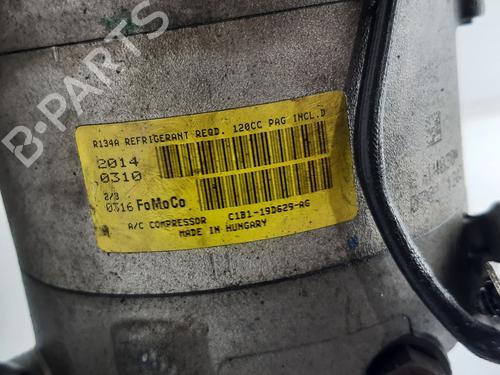 R134A REFRIGERANT REQD. 120CC PAG INCL.D
2014
0310
2/3
0316 FoMoCo
A/C COMPRESSOR C1B1-19D629-AG
MADE IN HUNGARY
B-PARTS